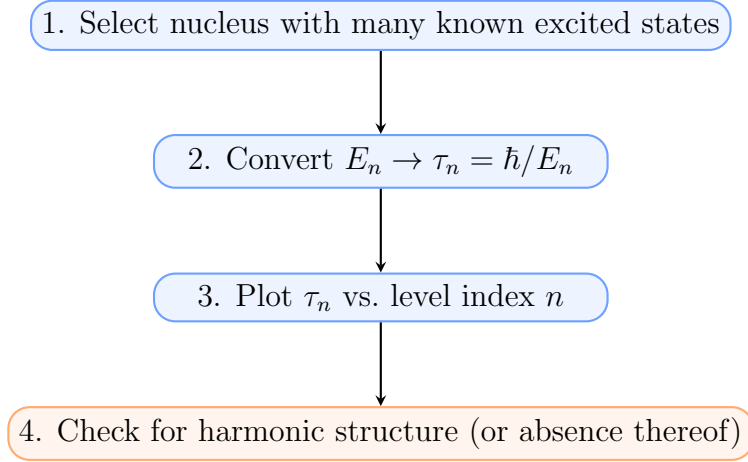 1. Select nucleus with many known excited states
2. Convert Eₙ → τₙ = ℏ/Eₙ
3. Plot τₙ vs. level index n
4. Check for harmonic structure (or absence thereof)